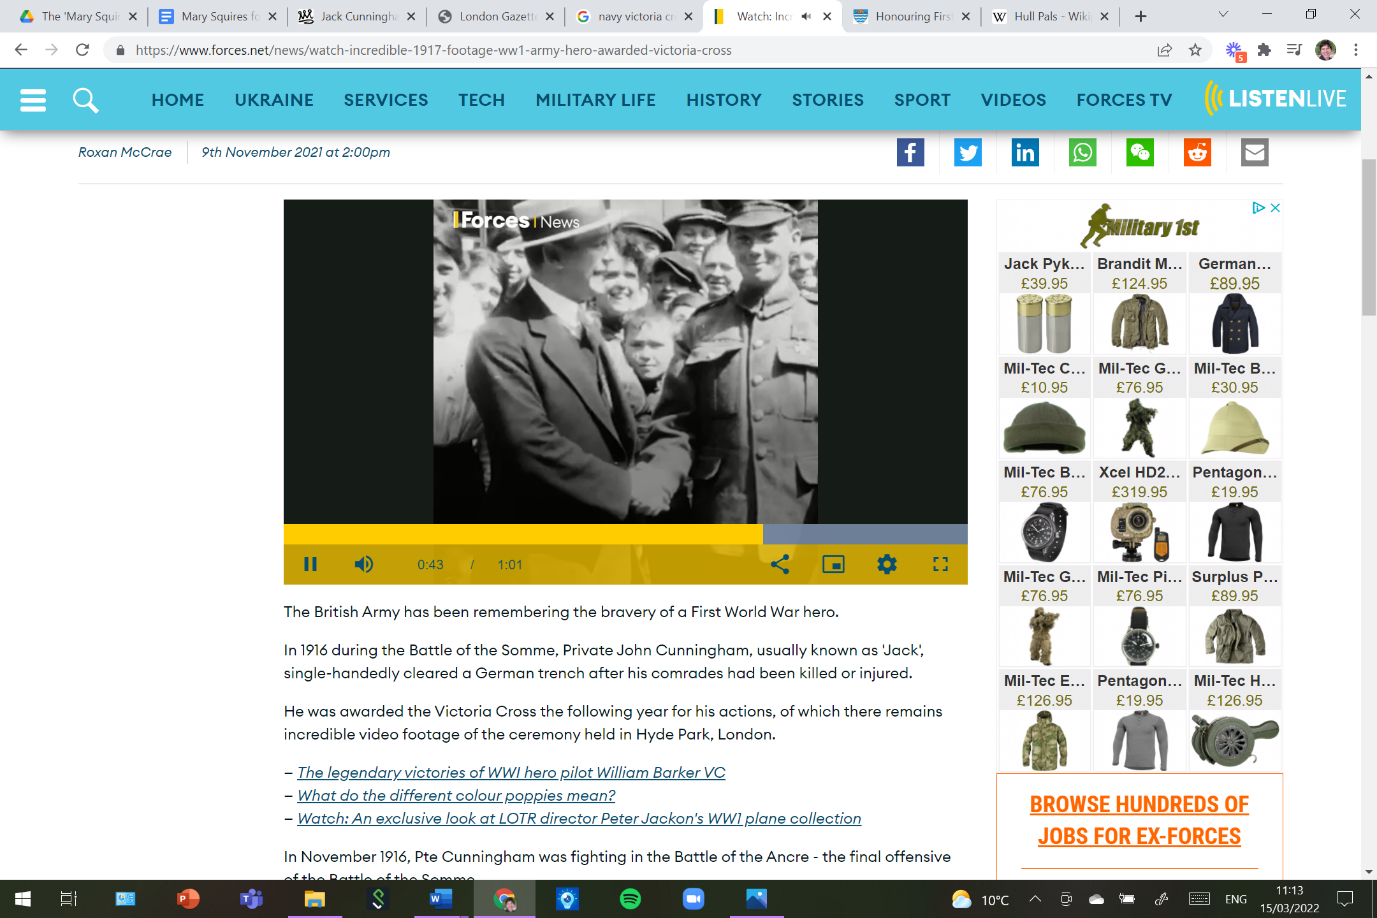 The 'Mary Squi
Mary Squires fo
Jack Cunningha
London Gazett
navy victoria cr
Watch: Inc
Honouring Firs
Hull Pals - Wiki
https://www.forces.net/news/watch-incredible-1917-footage-ww1-army-hero-awarded-victoria-cross
5
HOME UKRAINE SERVICES TECH MILITARY LIFE HISTORY STORIES SPORT VIDEOS FORCES TV LISTENLIVE
Roxan McCrae 9th November 2021 at 2:00pm
Forces News
0:43 / 1:01
The British Army has been remembering the bravery of a First World War hero.
In 1916 during the Battle of the Somme, Private John Cunningham, usually known as 'Jack',
single-handedly cleared a German trench after his comrades had been killed or injured.
He was awarded the Victoria Cross the following year for his actions, of which there remains
incredible video footage of the ceremony held in Hyde Park, London.
– The legendary victories of WWI hero pilot William Barker VC
– What do the different colour poppies mean?
– Watch: An exclusive look at LOTR director Peter Jackon's WW1 plane collection
In November 1916, Pte Cunningham was fighting in the Battle of the Ancre - the final offensive
of the Battle of the Somme
Military 1st
Jack Pyk... Brandit M... German...
£39.95 £124.95 £89.95
Mil-Tec C... Mil-Tec G... Mil-Tec B...
£10.95 £76.95 £30.95
Mil-Tec B... Xcel HD2... Pentagon...
£76.95 £319.95 £19.95
Mil-Tec G... Mil-Tec Pi... Surplus P...
£76.95 £76.95 £89.95
Mil-Tec E... Pentagon... Mil-Tec H...
£126.95 £19.95 £126.95
BROWSE HUNDREDS OF
JOBS FOR EX-FORCES
10°C
ENG
11:13
15/03/2022